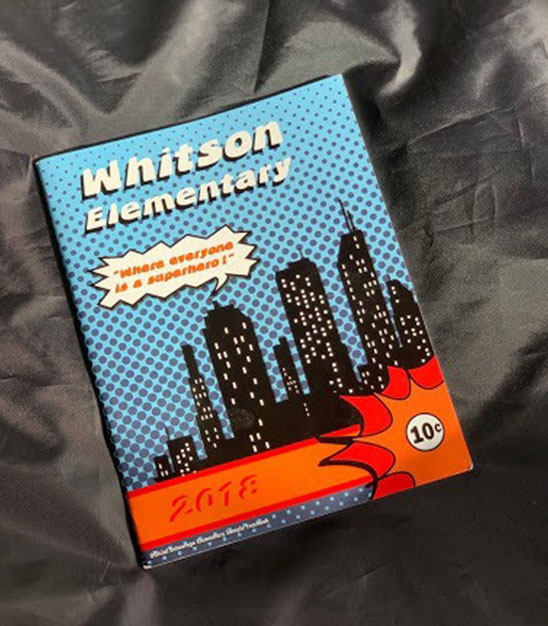 Whitson
Elementary
"Where everyone
is a superhero!"
10¢
2018